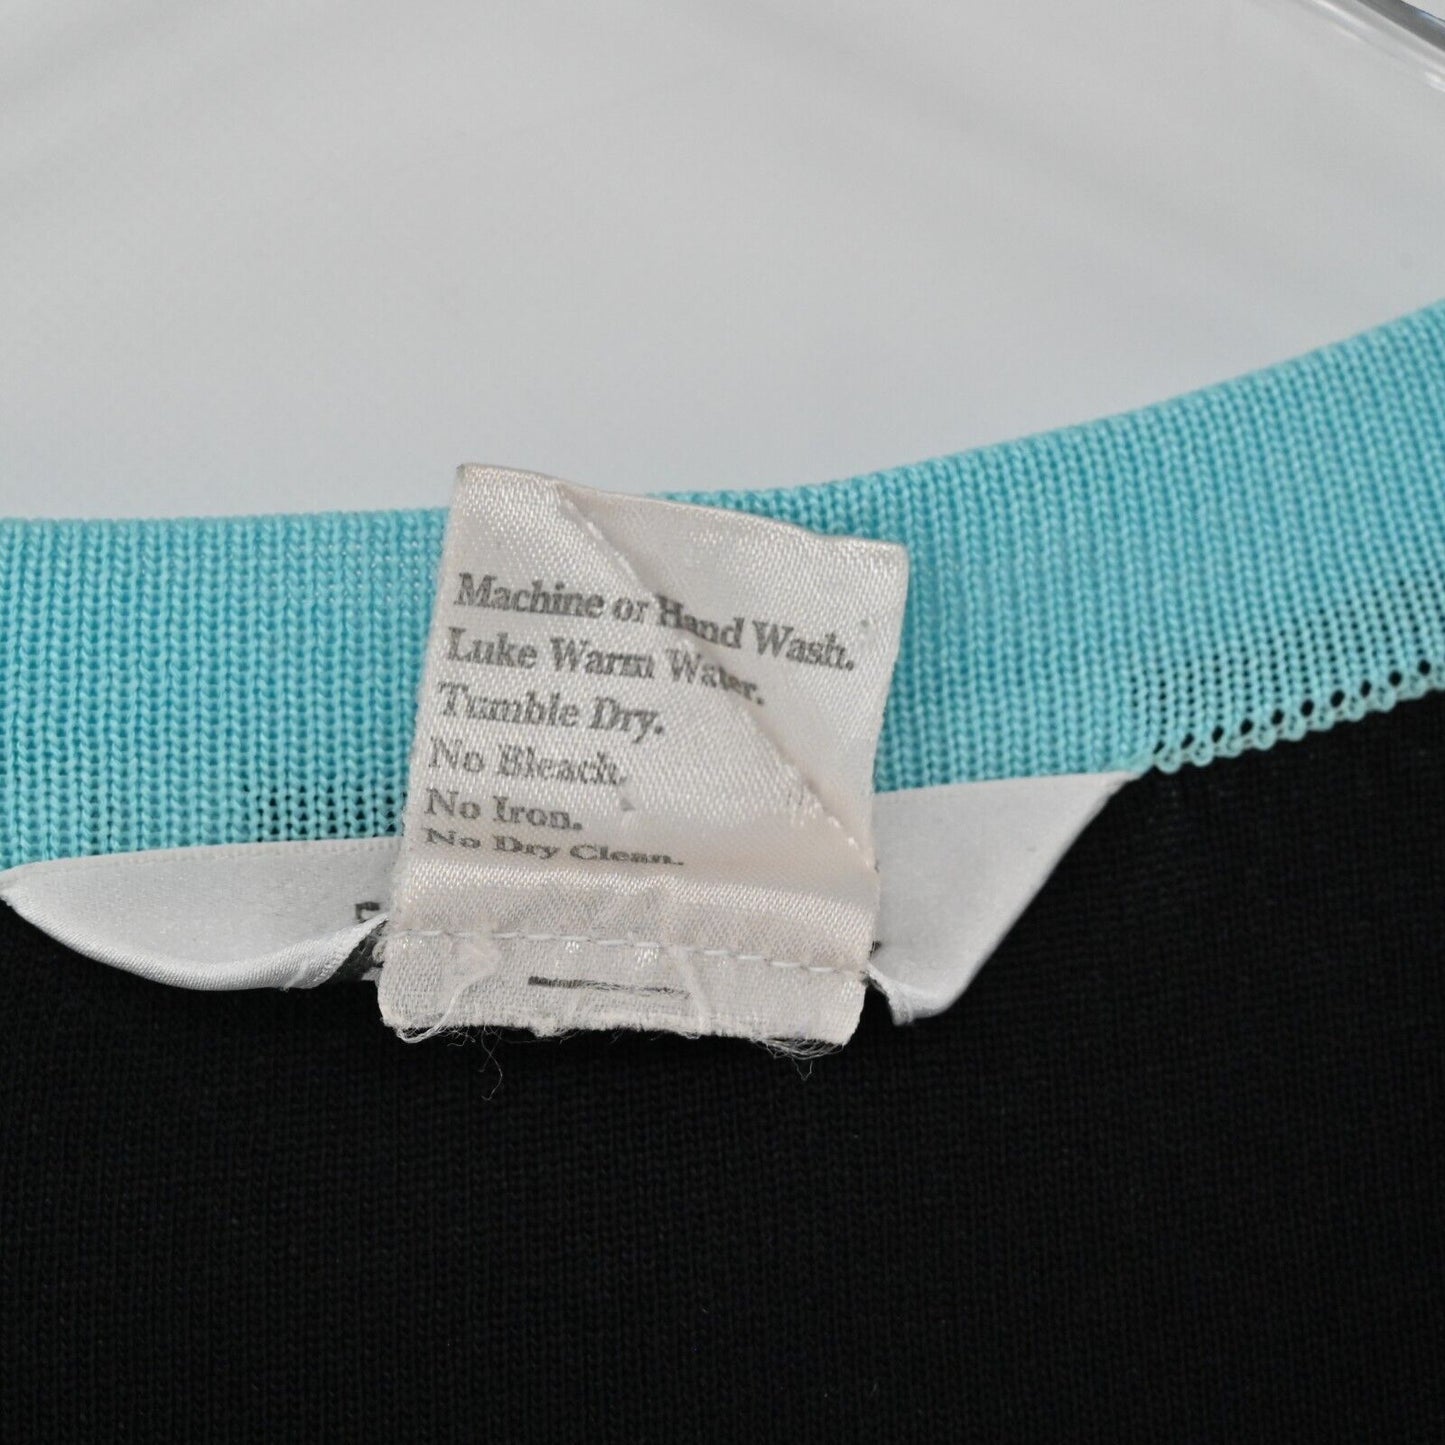 Machine or Hand Wash.
Luke Warm Water.
Tumble Dry.
No Bleach.
No Iron.
No Dry Clean.